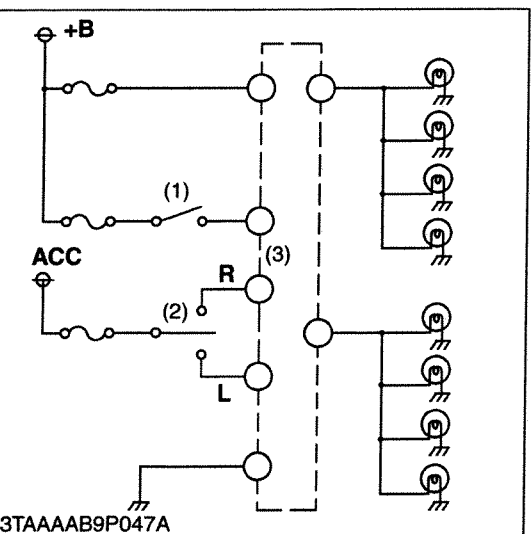 +B
(1)
(3)
ACC
R
(2)
L
3TAAAAB9P047A